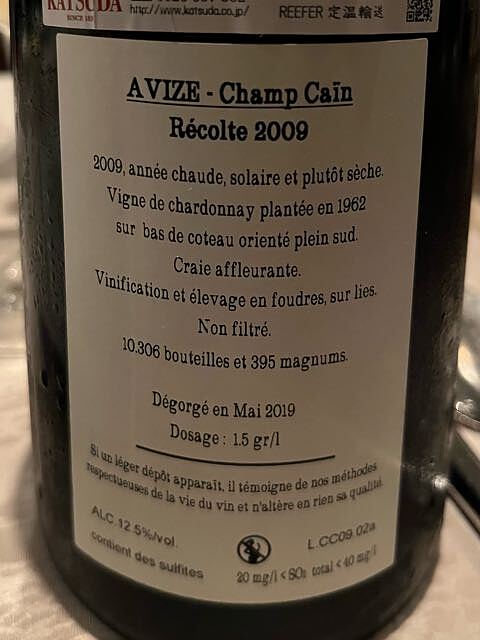 KATSUDA
http://www.katsuda.co.jp/
REEFER 定温輸送
AVIZE - Champ Caïn
Récolte 2009
2009, année chaude, solaire et plutôt sèche.
Vigne de chardonnay plantée en 1962
sur bas de coteau orienté plein sud.
Craie affleurante.
Vinification et élevage en foudres, sur lies.
Non filtré.
10.306 bouteilles et 395 magnums.
Dégorgé en Mai 2019
Dosage : 1.5 gr/l
Si un léger dépôt apparaît, il témoigne de nos méthodes
respectueuses de la vie du vin et n'altère en rien sa qualité.
ALC. 12.5%/vol.
L.CC09.02a
contient des sulfites
20 mg/l < SO₂ total < 40 mg/l